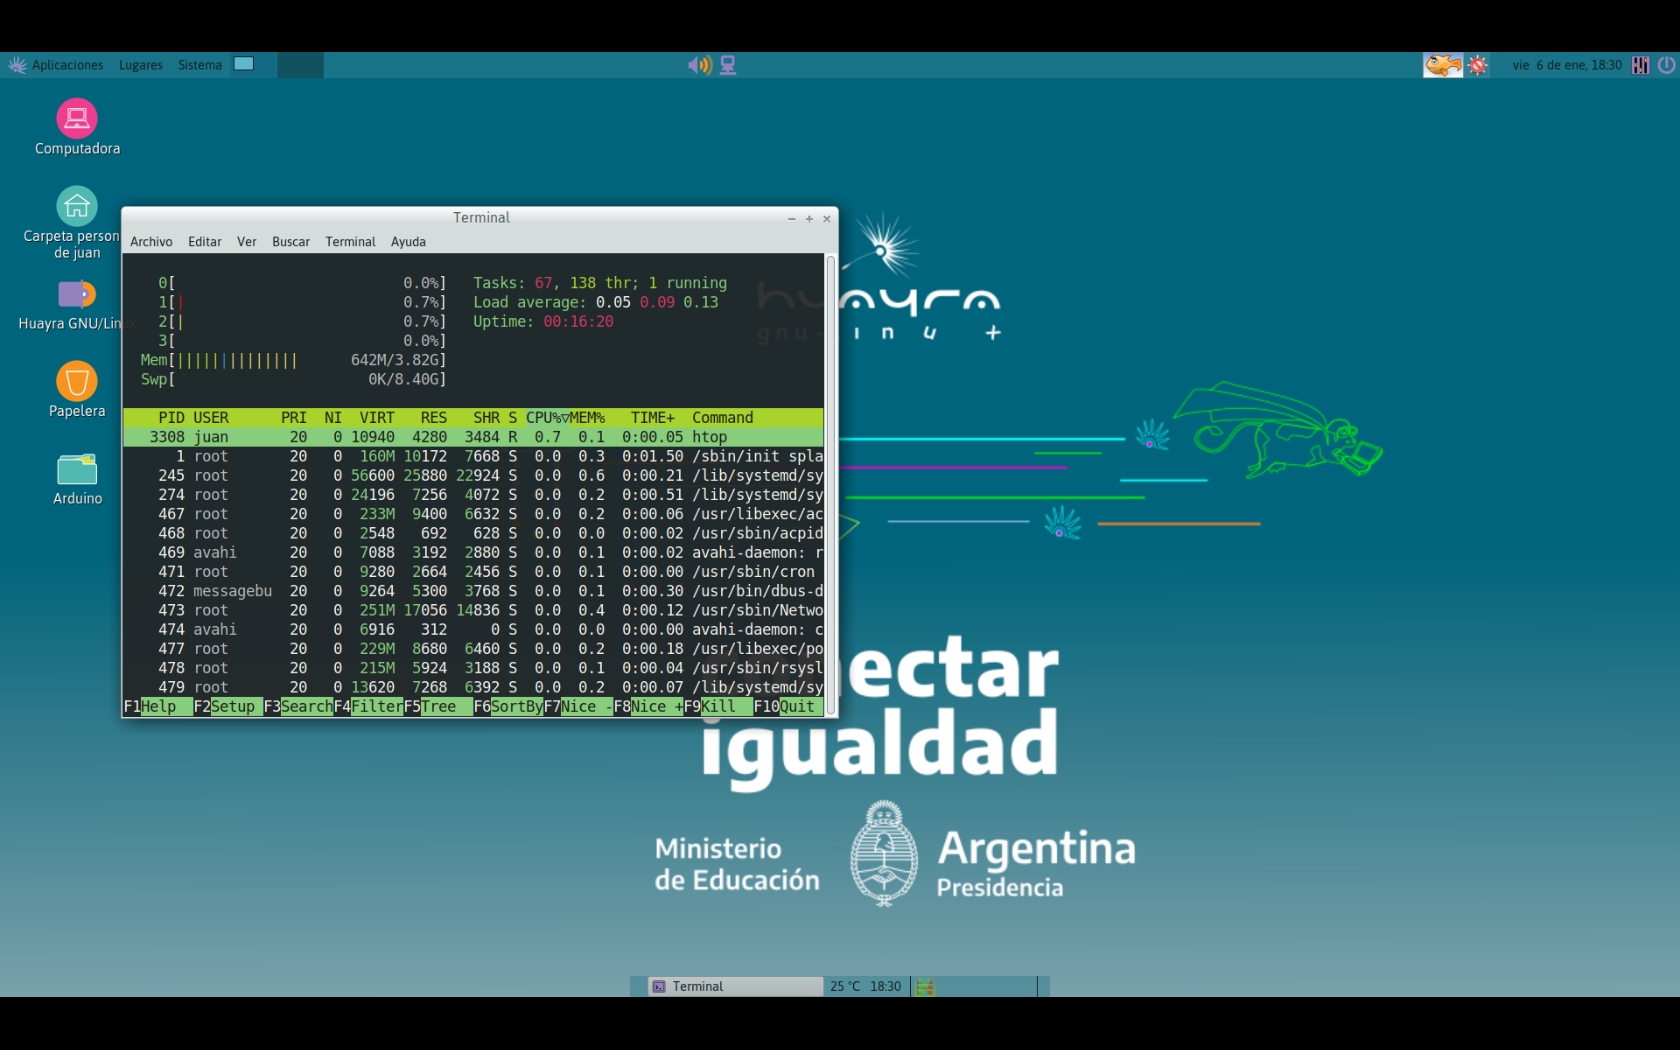 Aplicaciones Lugares Sistema
vie 6 de ene, 18:30
Computadora
Carpeta person
de juan
Huayra GNU/Lin
Papelera
Arduino
Terminal
Archivo Editar Ver Buscar Terminal Ayuda
0[ 0.0%] Tasks: 67, 138 thr; 1 running
1[| 0.7%] Load average: 0.05 0.09 0.13
2[| 0.7%] Uptime: 00:16:20
3[ 0.0%]
Mem[|||||||||||||| 642M/3.82G]
Swp[ 0K/8.40G]
PID USER PRI NI VIRT RES SHR S CPU%▽MEM% TIME+ Command
3308 juan 20 0 10940 4280 3484 R 0.7 0.1 0:00.05 htop
1 root 20 0 160M 10172 7668 S 0.0 0.3 0:01.50 /sbin/init spla
245 root 20 0 56600 25880 22924 S 0.0 0.6 0:00.21 /lib/systemd/sy
274 root 20 0 24196 7256 4072 S 0.0 0.2 0:00.51 /lib/systemd/sy
467 root 20 0 233M 9400 6632 S 0.0 0.2 0:00.06 /usr/libexec/ac
468 root 20 0 2548 692 628 S 0.0 0.0 0:00.02 /usr/sbin/acpid
469 avahi 20 0 7088 3192 2880 S 0.0 0.1 0:00.02 avahi-daemon: r
471 root 20 0 9280 2664 2456 S 0.0 0.1 0:00.00 /usr/sbin/cron
472 messagebu 20 0 9264 5300 3768 S 0.0 0.1 0:00.30 /usr/bin/dbus-d
473 root 20 0 251M 17056 14836 S 0.0 0.4 0:00.12 /usr/sbin/Netwo
474 avahi 20 0 6916 312 0 S 0.0 0.0 0:00.00 avahi-daemon: c
477 root 20 0 229M 8680 6460 S 0.0 0.2 0:00.18 /usr/libexec/po
478 root 20 0 215M 5924 3188 S 0.0 0.1 0:00.04 /usr/sbin/rsysl
479 root 20 0 13620 7268 6392 S 0.0 0.2 0:00.07 /lib/systemd/sy
F1Help F2Setup F3SearchF4FilterF5Tree F6SortByF7Nice -F8Nice +F9Kill F10Quit
huayra
gnu-linux +
nectar
igualdad
Ministerio
de Educación
Argentina
Presidencia
Terminal 25 °C 18:30